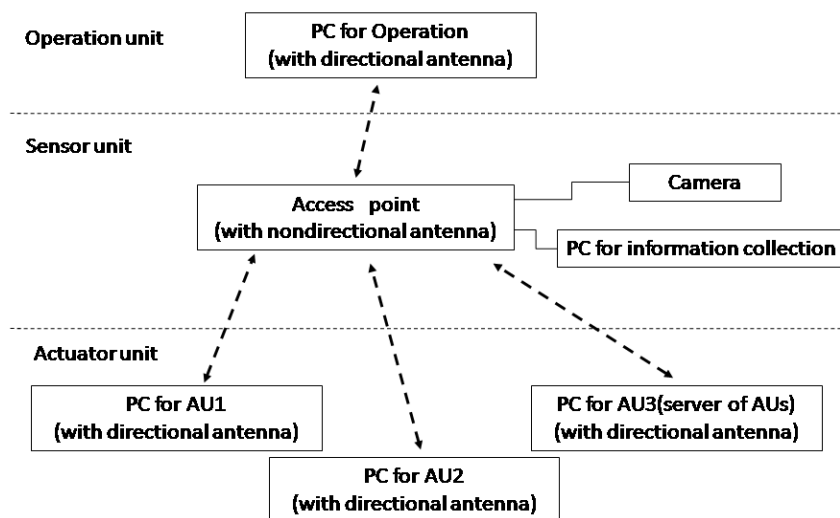 Operation unit
PC for Operation
(with directional antenna)
Sensor unit
Access point
(with nondirectional antenna)
Camera
PC for information collection
Actuator unit
PC for AU1
(with directional antenna)
PC for AU2
(with directional antenna)
PC for AU3(server of AUs)
(with directional antenna)